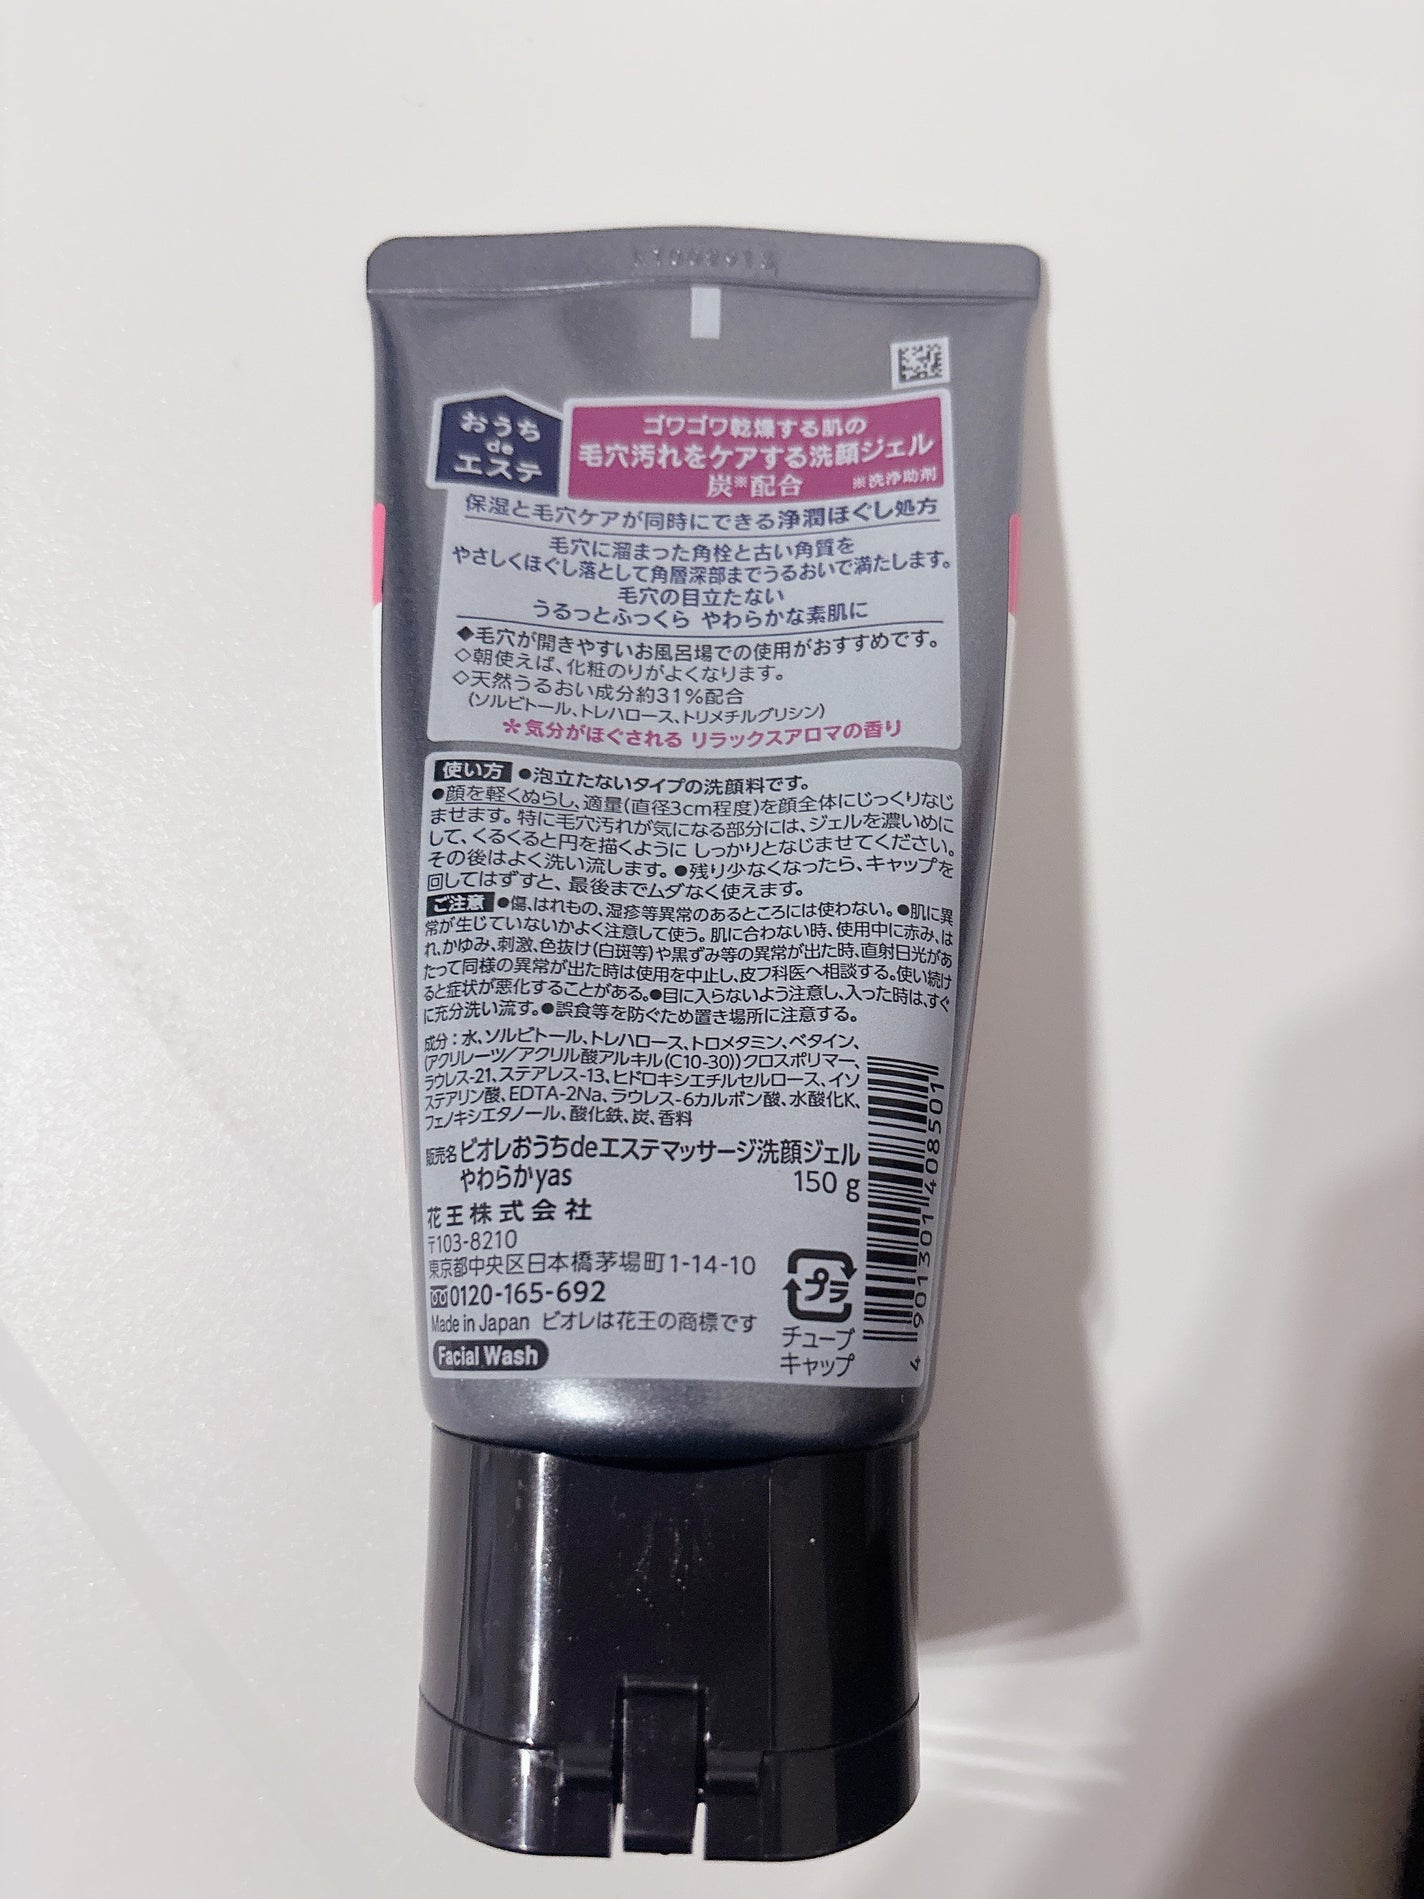 おうち
de
エステ
ゴワゴワ乾燥する肌の
毛穴汚れをケアする洗顔ジェル
炭※配合 ※洗浄助剤
保湿と毛穴ケアが同時にできる浄潤ほぐし処方
毛穴に溜まった角栓と古い角質を
やさしくほぐし落として角層深部までうるおいで満たします。
毛穴の目立たない
うるっとふっくら やわらかな素肌に
◆毛穴が開きやすいお風呂場での使用がおすすめです。
◇朝使えば、化粧のりがよくなります。
◇天然うるおい成分約31%配合
(ソルビトール、トレハロース、トリメチルグリシン)
*気分がほぐされる リラックスアロマの香り
使い方 ●泡立たないタイプの洗顔料です。
●顔を軽くぬらし、適量(直径3cm程度)を顔全体にじっくりなじ
ませます。特に毛穴汚れが気になる部分には、ジェルを濃いめに
して、くるくると円を描くように しっかりとなじませてください。
その後はよく洗い流します。●残り少なくなったら、キャップを
回してはずすと、最後までムダなく使えます。
ご注意 ●傷、はれもの、湿疹等異常のあるところには使わない。●肌に異
常が生じていないかよく注意して使う。肌に合わない時、使用中に赤み、は
れ、かゆみ、刺激、色抜け(白斑等)や黒ずみ等の異常が出た時、直射日光があ
たって同様の異常が出た時は使用を中止し、皮フ科医へ相談する。使い続け
ると症状が悪化することがある。●目に入らないよう注意し、入った時は、すぐ
に充分洗い流す。●誤食等を防ぐため置き場所に注意する。
成分：水、ソルビトール、トレハロース、トロメタミン、ベタイン、
(アクリレーツ/アクリル酸アルキル(C10-30))クロスポリマー、
ラウレス-21、ステアレス-13、ヒドロキシエチルセルロース、イソ
ステアリン酸、EDTA-2Na、ラウレス-6カルボン酸、水酸化K、
フェノキシエタノール、酸化鉄、炭、香料
販売名 ビオレおうちdeエステマッサージ洗顔ジェル
やわらかyas 150 g
花王株式会社
〒103-8210
東京都中央区日本橋茅場町1-14-10
0120-165-692
Made in Japan ビオレは花王の商標です
Facial Wash
プラ
チューブ
キャップ
4 901301 408501